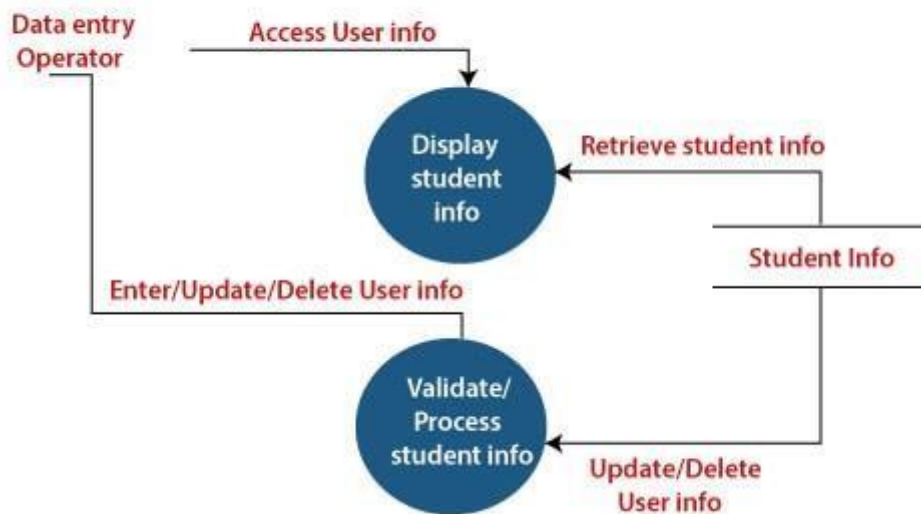 Data entry
Operator
Access User info
Display
student
info
Retrieve student info
Student Info
Enter/Update/Delete User info
Validate/
Process
student info
Update/Delete
User info